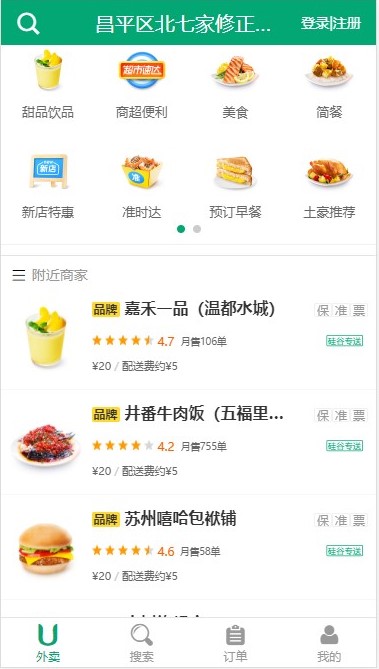 昌平区北七家修正... 登录|注册
超市速达
甜品饮品 商超便利 美食 简餐
新店
准
新店特惠 准时达 预订早餐 土豪推荐
附近商家
品牌 嘉禾一品（温都水城） 保 准 票
4.7 月售106单 硅谷专送
¥20 / 配送费约¥5
品牌 井番牛肉饭（五福里... 保 准 票
4.2 月售755单 硅谷专送
¥20 / 配送费约¥5
品牌 苏州嘻哈包袱铺 保 准 票
4.6 月售58单 硅谷专送
¥20 / 配送费约¥5
外卖 搜索 订单 我的